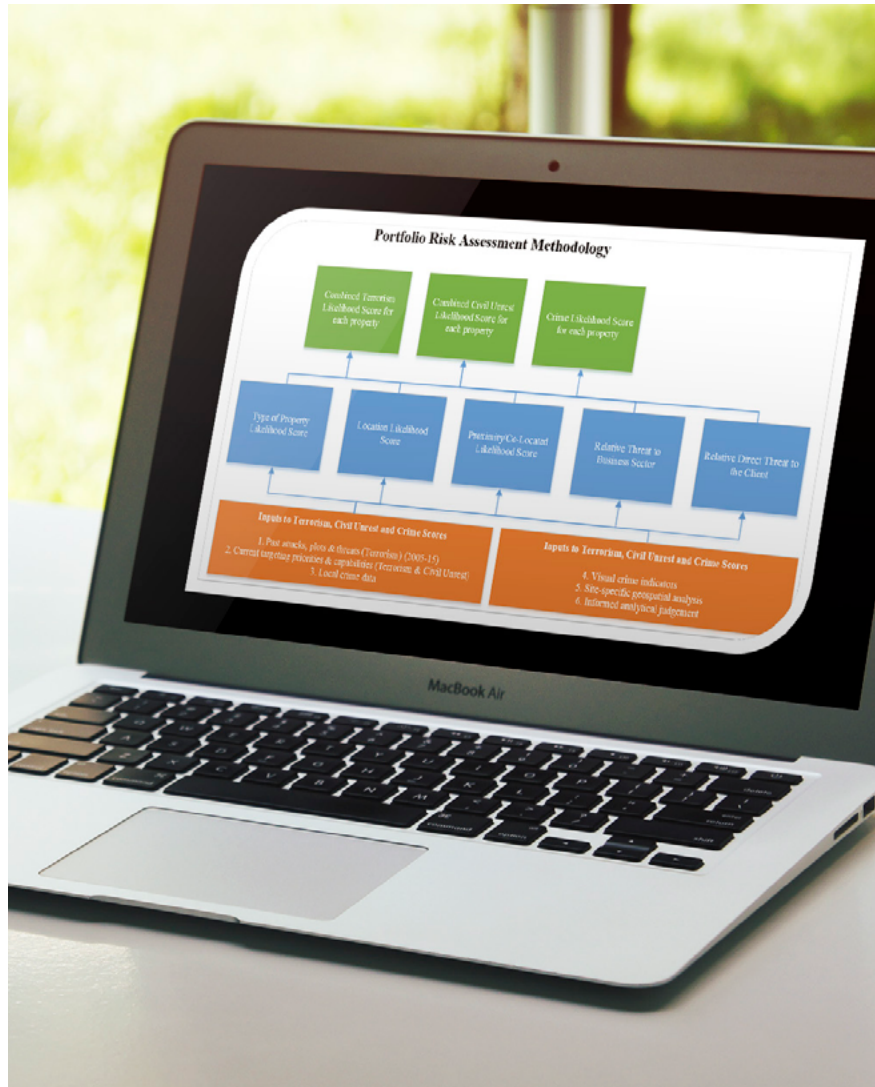 Portfolio Risk Assessment Methodology
Combined Terrorism
Likelihood Score for
each property
Combined Civil Unrest
Likelihood Score for
each property
Crime Likelihood Score
for each property
Type of Property
Likelihood Score
Location Likelihood
Score
Proximity/Co-Located
Likelihood Score
Relative Threat to
Business Sector
Relative Direct Threat to
the Client
Inputs to Terrorism, Civil Unrest and Crime Scores
1. Past attacks, plots & threats (Terrorism) (2005-15)
2. Current targeting priorities & capabilities (Terrorism & Civil Unrest)
3. Local crime data
Inputs to Terrorism, Civil Unrest and Crime Scores
4. Visual crime indicators
5. Site-specific geospatial analysis
6. Informed analytical judgement
MacBook Air
command
option